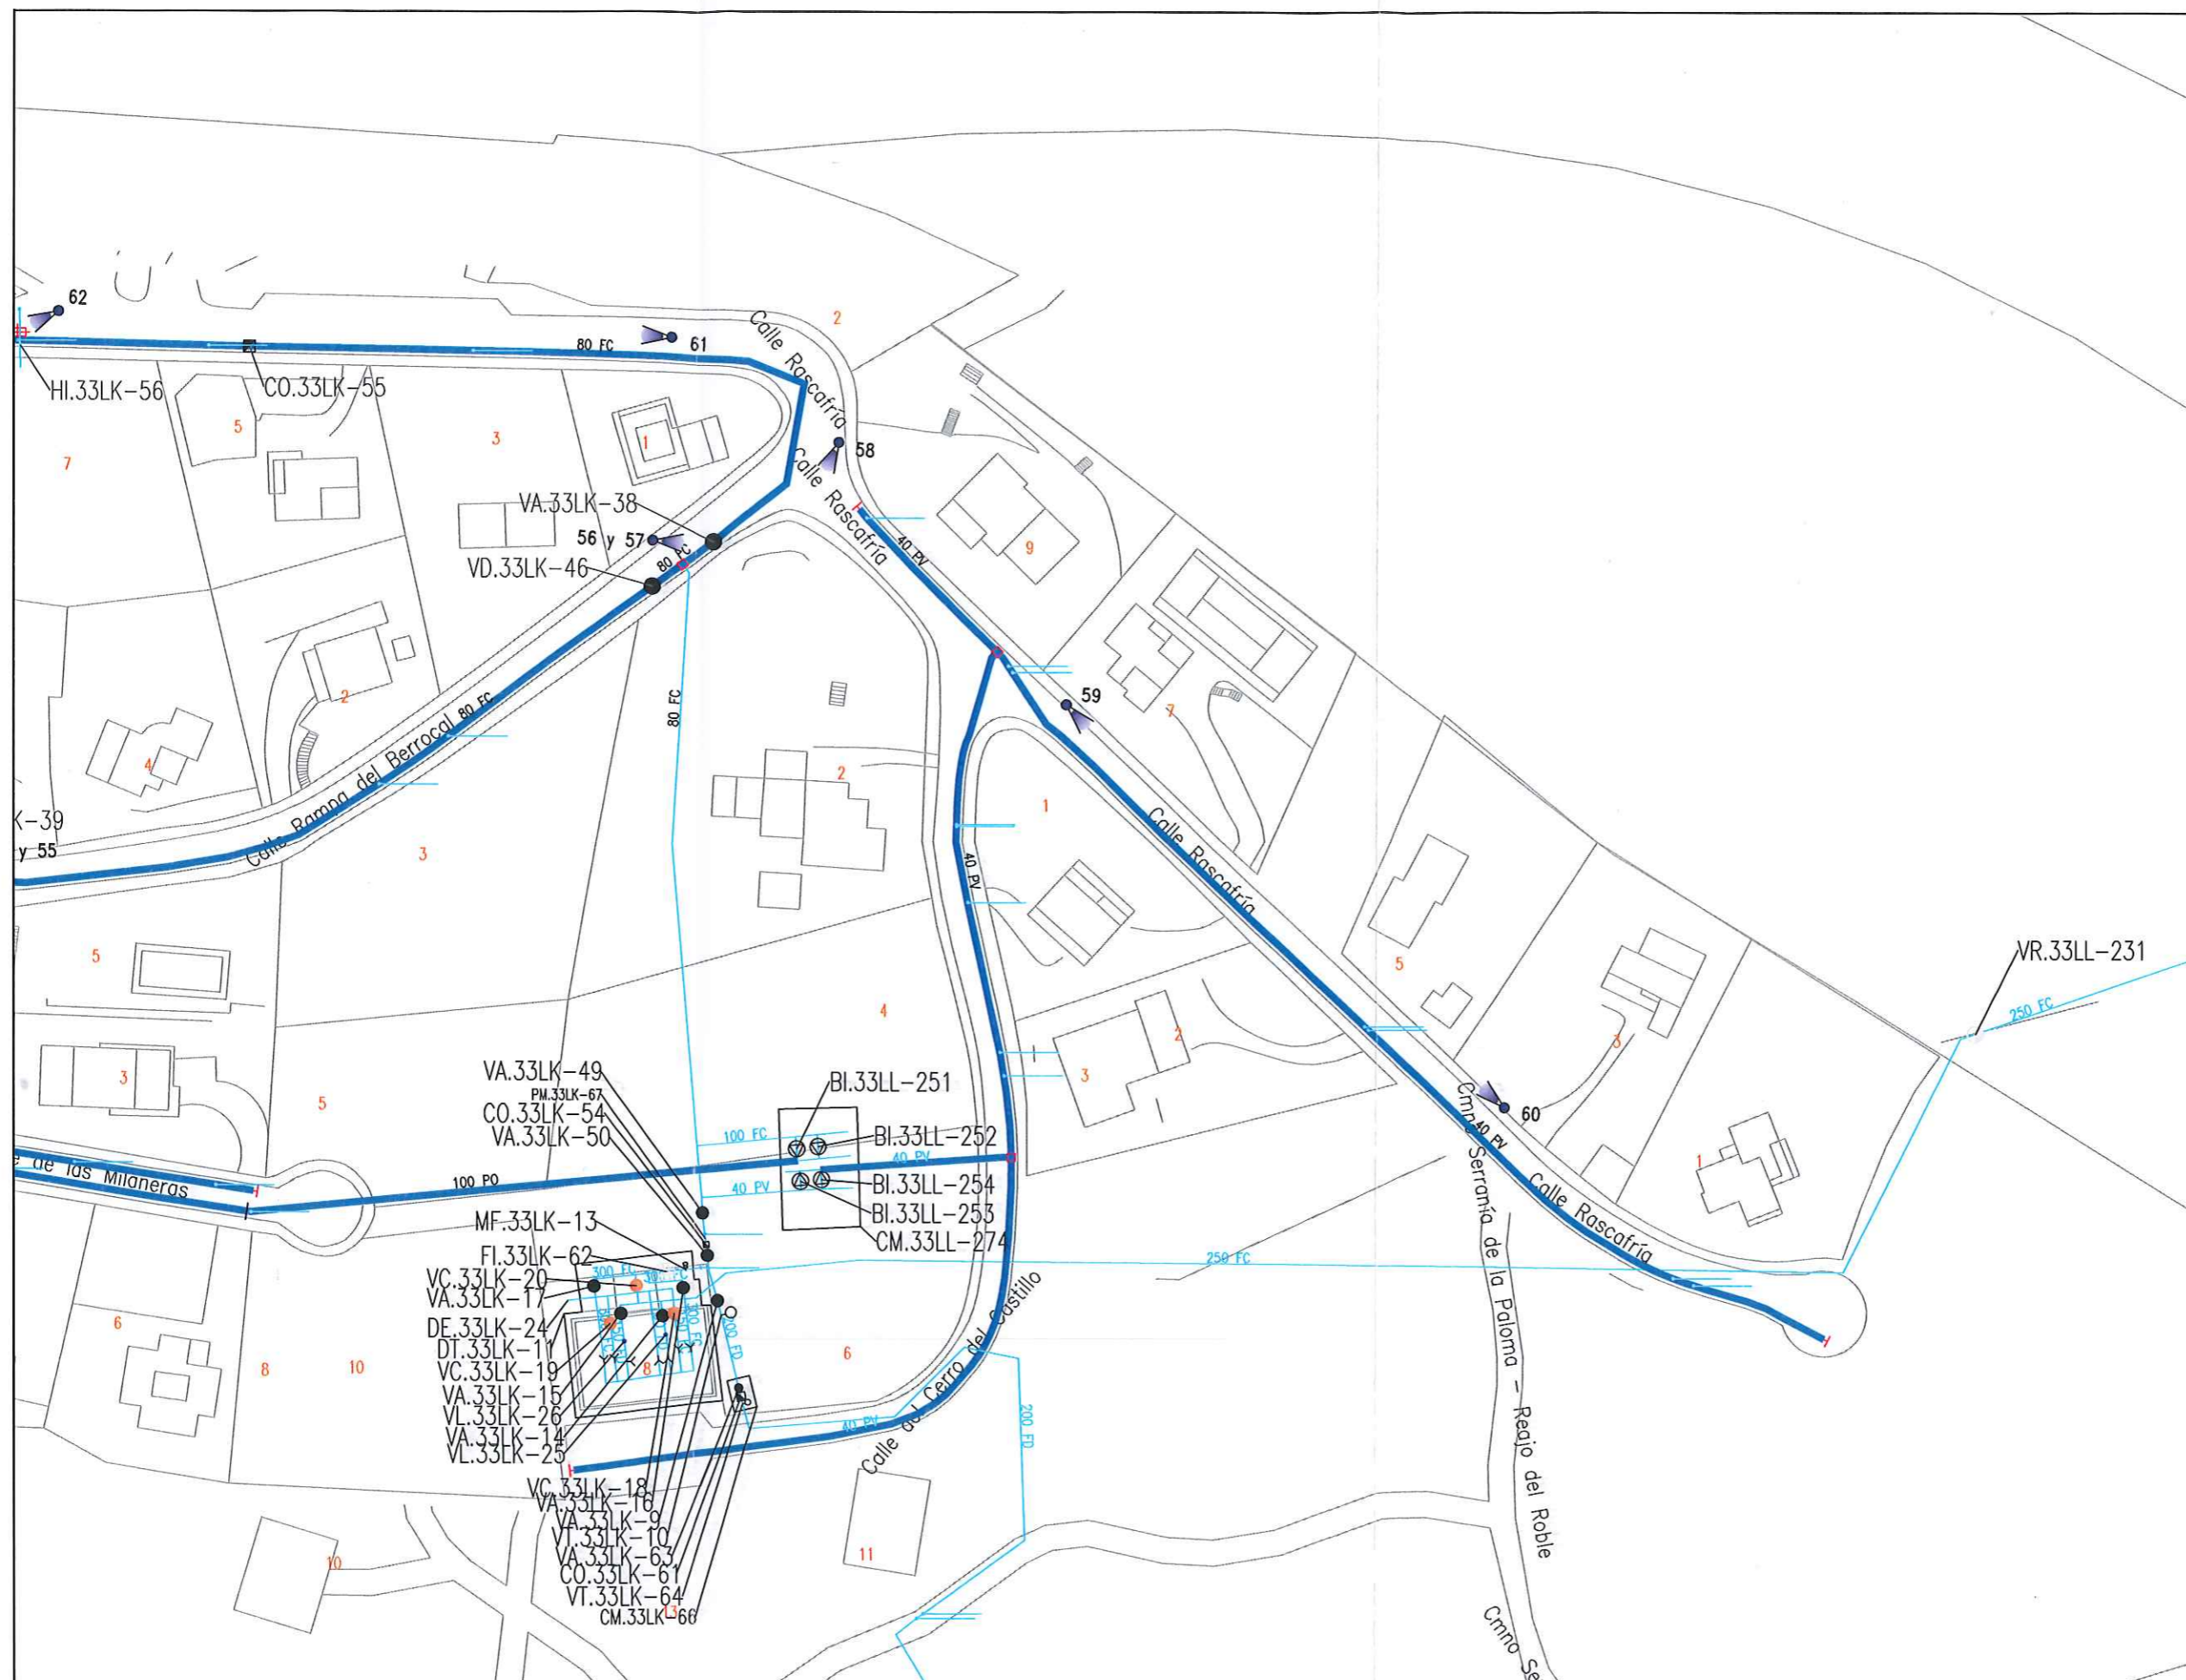 62
80 FC
61
Calle Rascafría
2
HI.33LK-56
CO.33LK-55
5
3
1
7
58
Calle Rascafría
VA.33LK-38
56 y 57
80 FC
VD.33LK-46
40 PV
9
80 FC
59
7
2
4
Calle Rampa del Berrocal
80 FC
2
1
K-39
y 55
3
Calle Rascafría
40 PV
5
5
VR.33LL-231
250 FC
4
2
3
3
5
3
60
VA.33LK-49
PM.33LK-67
CO.33LK-54
VA.33LK-50
BI.33LL-251
100 FC
BI.33LL-252
40 PV
e de las Milaneras
100 PO
40 PV
BI.33LL-254
BI.33LL-253
CM.33LL-274
Cmno Serranía de la Paloma - Reajo del Roble
40 PV
1
Calle Rascafría
MF.33LK-13
FI.33LK-62
VC.33LK-20
VA.33LK-17
300 FC
250 FC
DE.33LK-24
DT.33LK-11
VC.33LK-19
VA.33LK-15
VL.33LK-26
VA.33LK-14
VL.33LK-25
300 FC
200 FD
6
8
10
8
6
40 PV
Calle del Cerro del Castillo
200 FD
VC.33LK-18
VA.33LK-16
VA.33LK-9
VT.33LK-10
VA.33LK-63
CO.33LK-61
VT.33LK-64
CM.33LK-66
13
10
11
Cmno Se